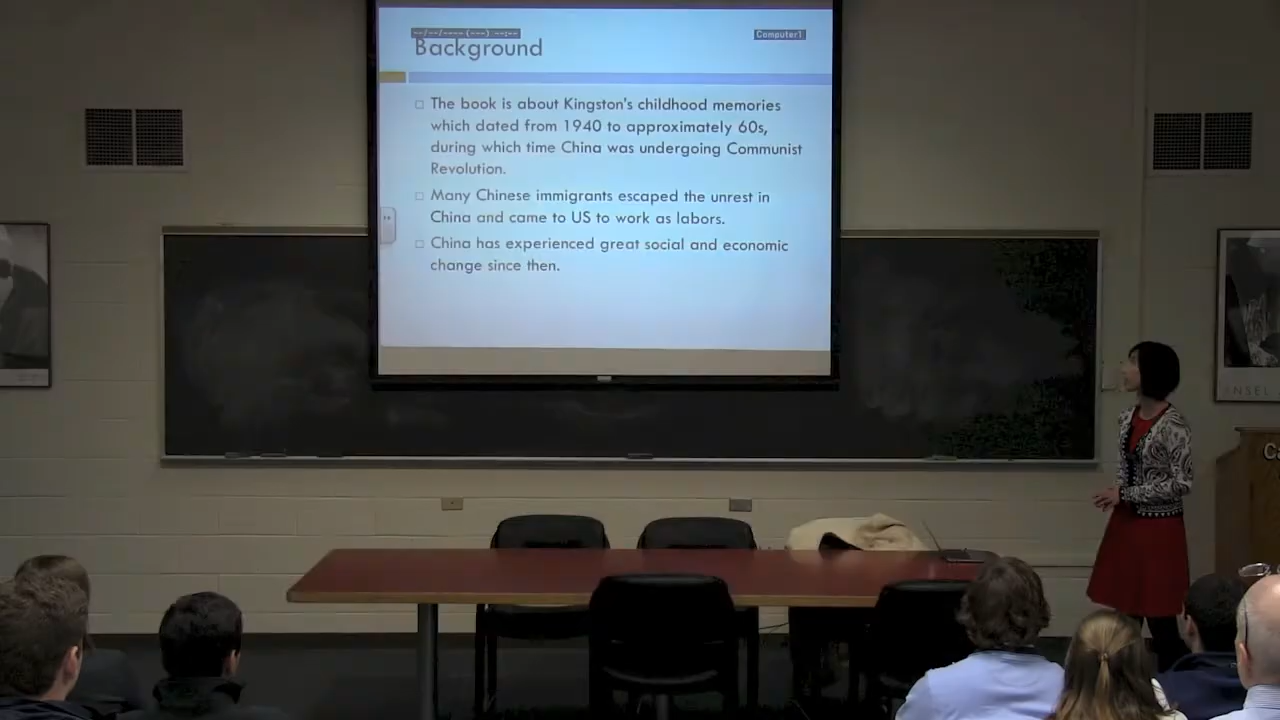 --/--/---- (---) --:--
Computer1
Background
□ The book is about Kingston's childhood memories
which dated from 1940 to approximately 60s,
during which time China was undergoing Communist
Revolution.
□ Many Chinese immigrants escaped the unrest in
China and came to US to work as labors.
□ China has experienced great social and economic
change since then.
ANSEL
Ca